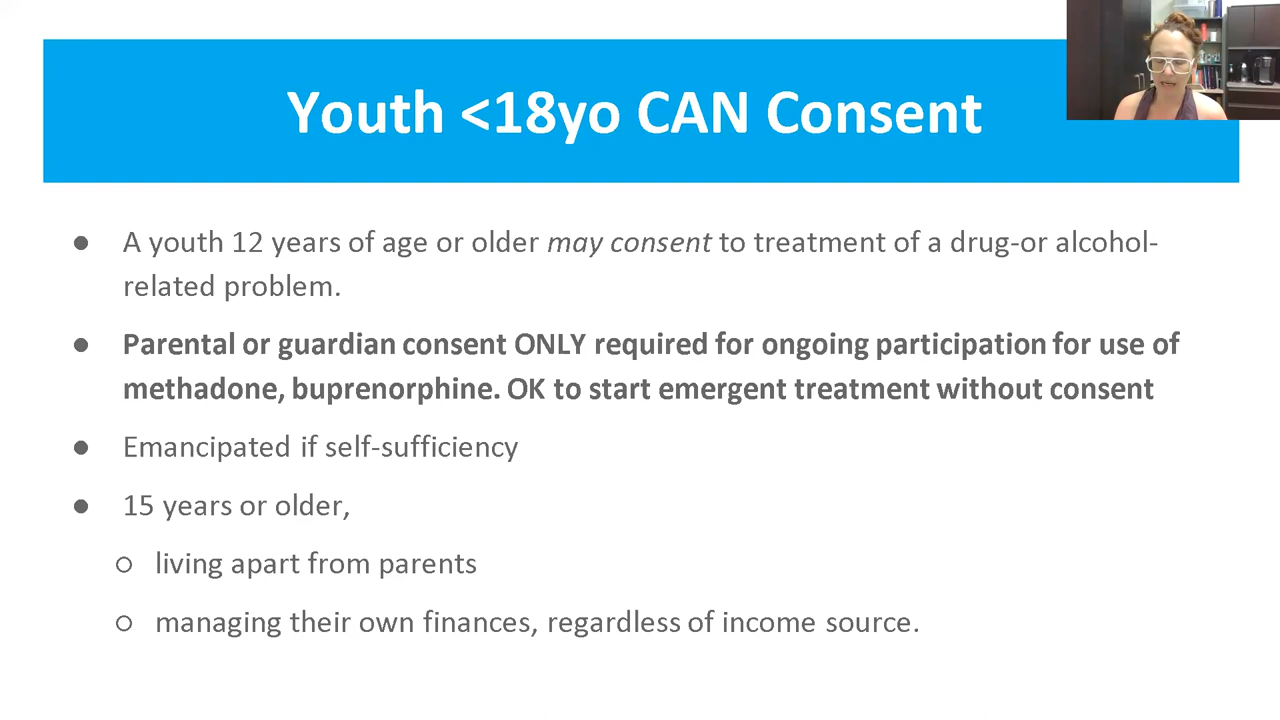 Youth <18yo CAN Consent
● A youth 12 years of age or older may consent to treatment of a drug-or alcohol-
related problem.
● Parental or guardian consent ONLY required for ongoing participation for use of
methadone, buprenorphine. OK to start emergent treatment without consent
● Emancipated if self-sufficiency
● 15 years or older,
○ living apart from parents
○ managing their own finances, regardless of income source.